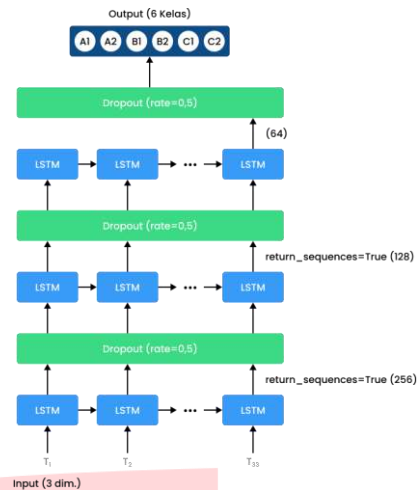 Output (6 Kelas)
A1 A2 B1 B2 C1 C2
Dropout (rate=0,5)
(64)
LSTM LSTM ••• LSTM
Dropout (rate=0,5)
return_sequences=True (128)
LSTM LSTM ••• LSTM
Dropout (rate=0,5)
return_sequences=True (256)
LSTM LSTM ••• LSTM
T₁ T₂ T₃₃
Input (3 dim.)